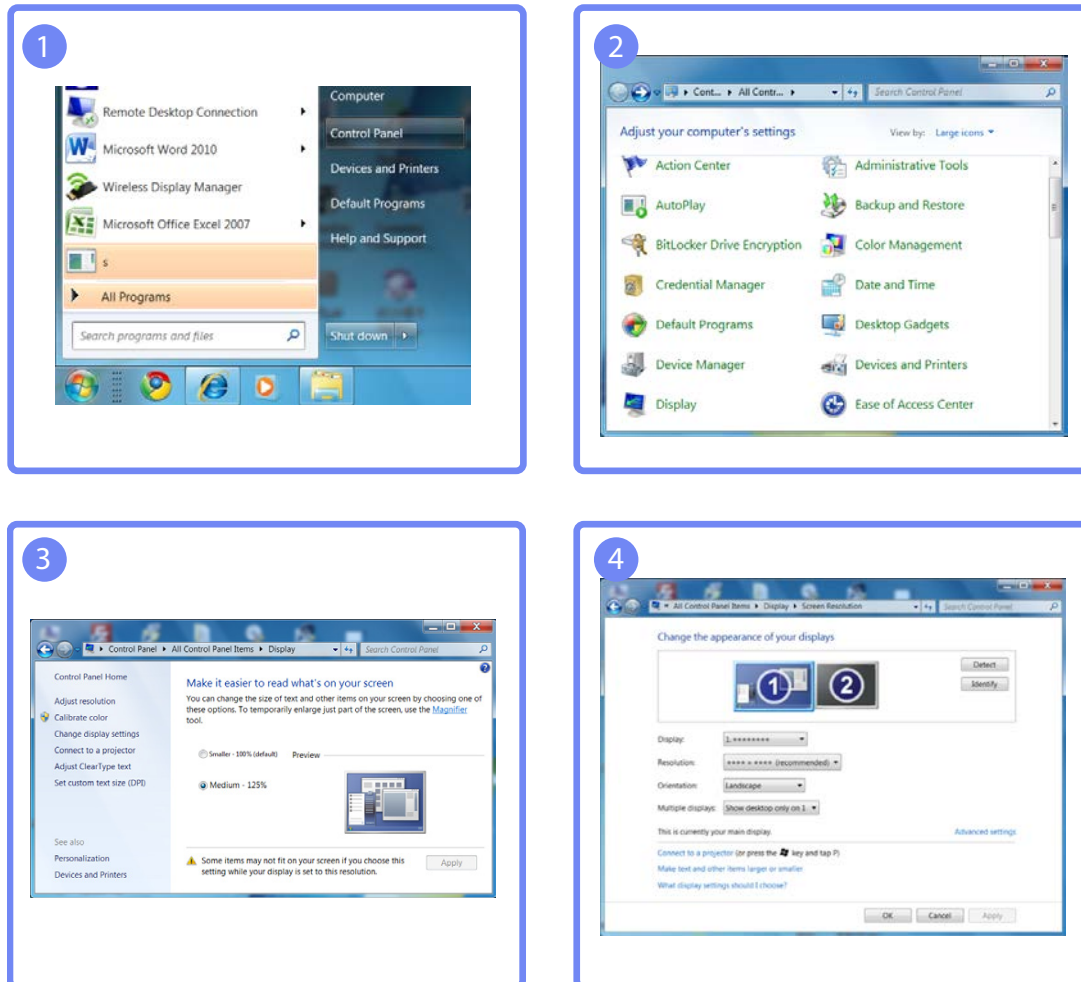 1
Remote Desktop Connection
Microsoft Word 2010
Wireless Display Manager
Microsoft Office Excel 2007
s
All Programs
Search programs and files
Computer
Control Panel
Devices and Printers
Default Programs
Help and Support
Shut down
2
Cont... All Contr...
Search Control Panel
Adjust your computer's settings
View by: Large icons
Action Center
Administrative Tools
AutoPlay
Backup and Restore
BitLocker Drive Encryption
Color Management
Credential Manager
Date and Time
Default Programs
Desktop Gadgets
Device Manager
Devices and Printers
Display
Ease of Access Center
3
Control Panel All Control Panel Items Display
Search Control Panel
Control Panel Home
Adjust resolution
Calibrate color
Change display settings
Connect to a projector
Adjust ClearType text
Set custom text size (DPI)
See also
Personalization
Devices and Printers
Make it easier to read what's on your screen
You can change the size of text and other items on your screen by choosing one of
these options. To temporarily enlarge just part of the screen, use the Magnifier
tool.
Smaller - 100% (default) Preview
Medium - 125%
Some items may not fit on your screen if you choose this
setting while your display is set to this resolution.
Apply
4
All Control Panel Items Display Screen Resolution
Search Control Panel
Change the appearance of your displays
1 2
Detect
Identify
Display: 1. ********
Resolution: **** × **** (recommended)
Orientation: Landscape
Multiple displays: Show desktop only on 1
This is currently your main display.
Advanced settings
Connect to a projector (or press the key and tap P)
Make text and other items larger or smaller
What display settings should I choose?
OK Cancel Apply